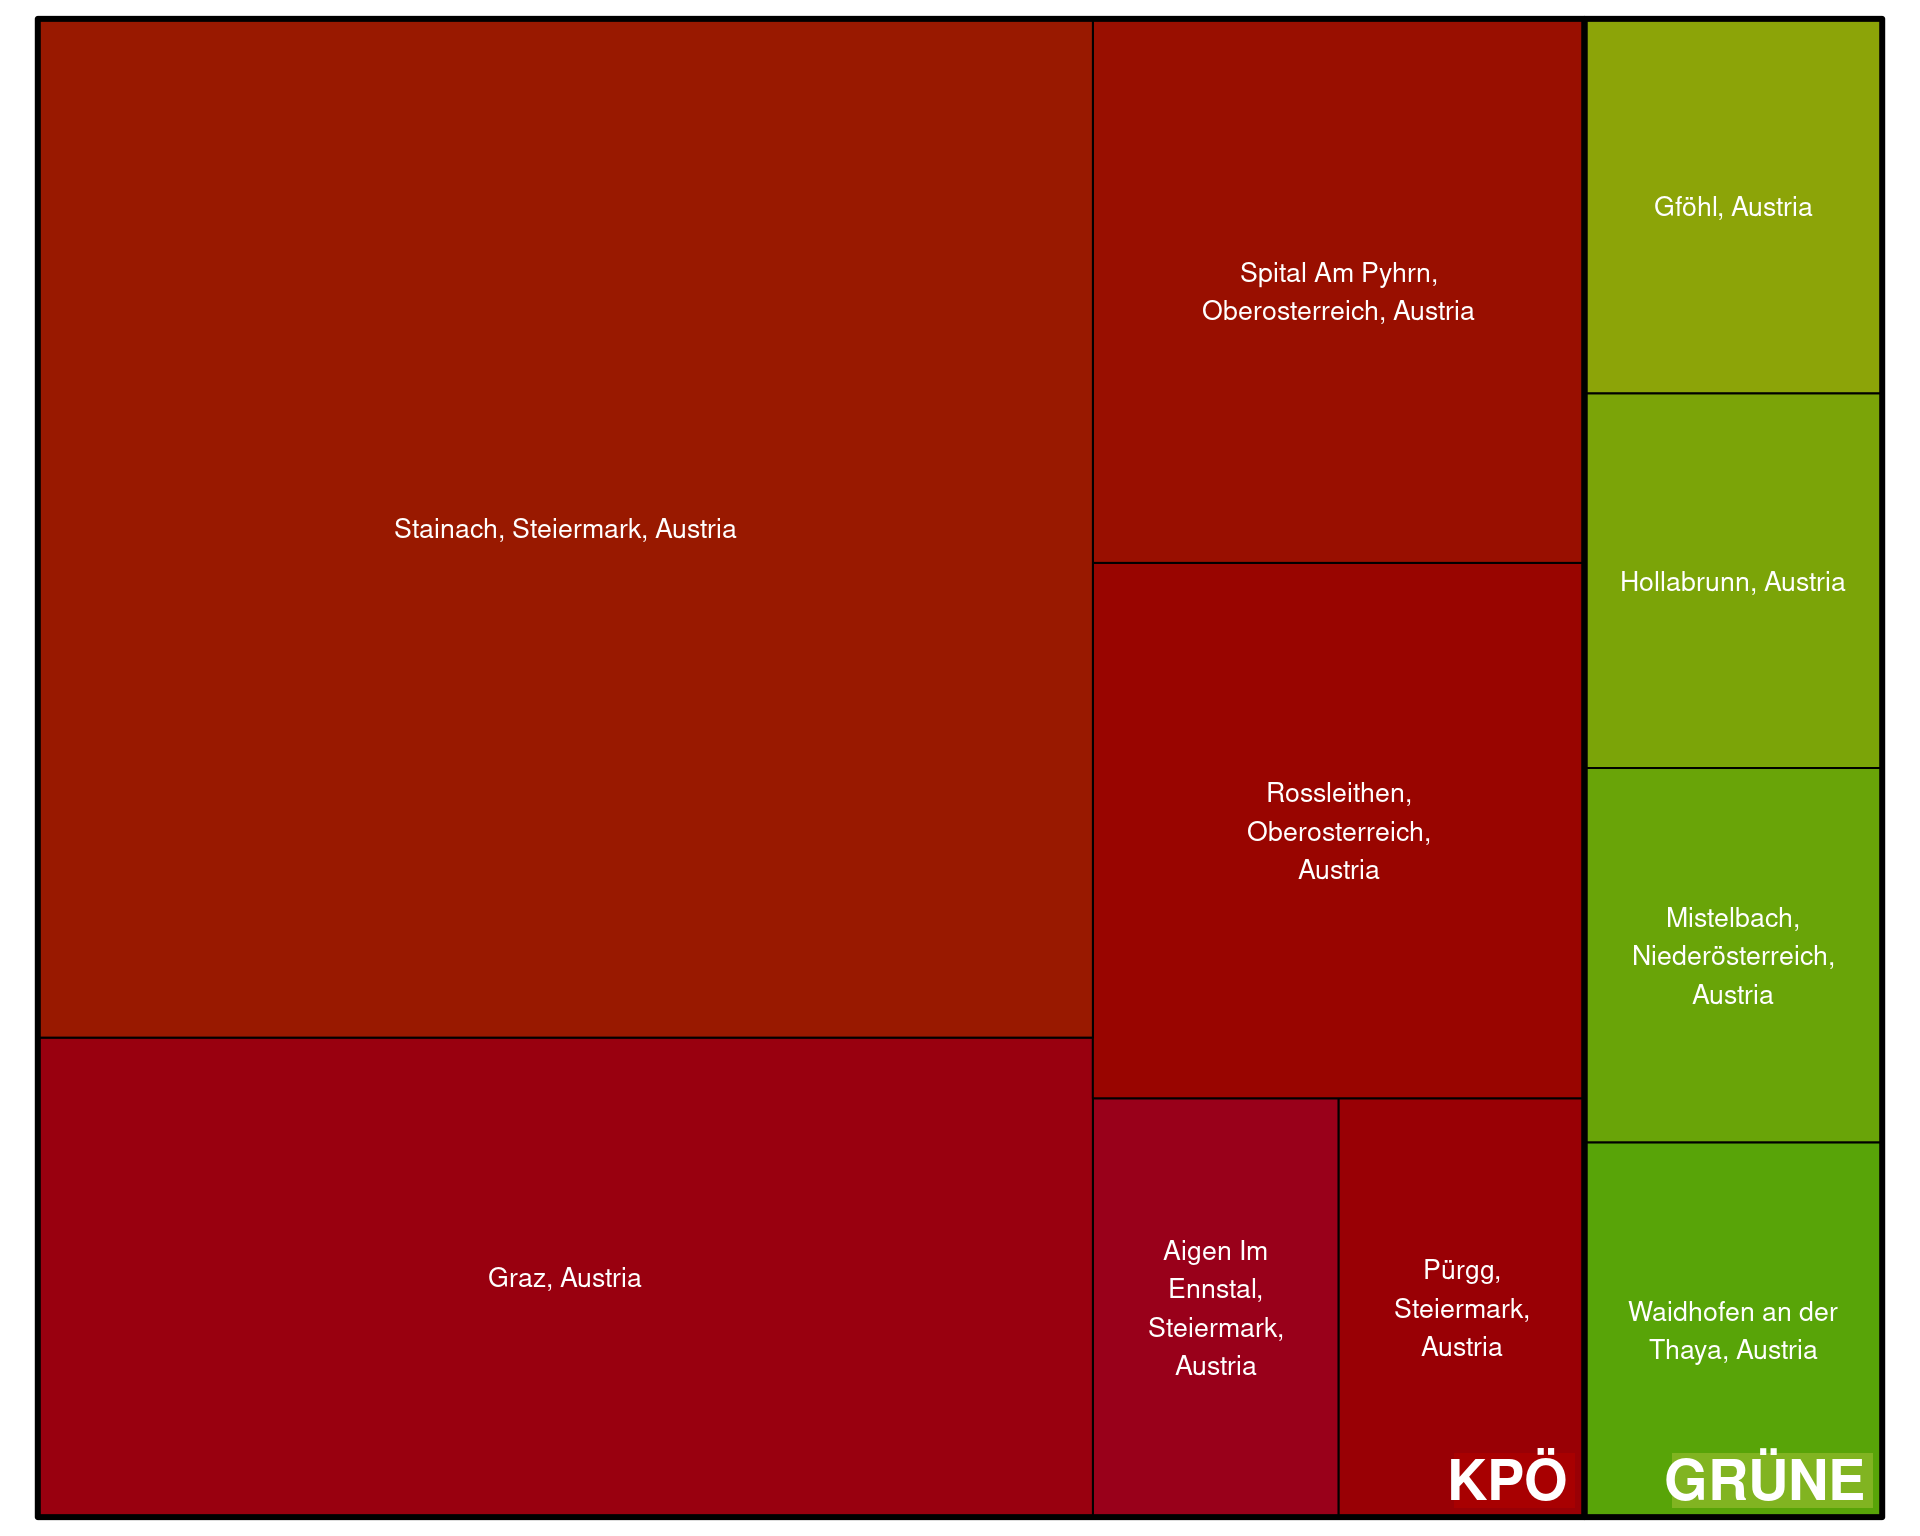 Stainach, Steiermark, Austria
Graz, Austria
Spital Am Pyhrn,
Oberosterreich, Austria
Rossleithen,
Oberosterreich,
Austria
Aigen Im
Ennstal,
Steiermark,
Austria
Pürgg,
Steiermark,
Austria
KPÖ
Gföhl, Austria
Hollabrunn, Austria
Mistelbach,
Niederösterreich,
Austria
Waidhofen an der
Thaya, Austria
GRÜNE